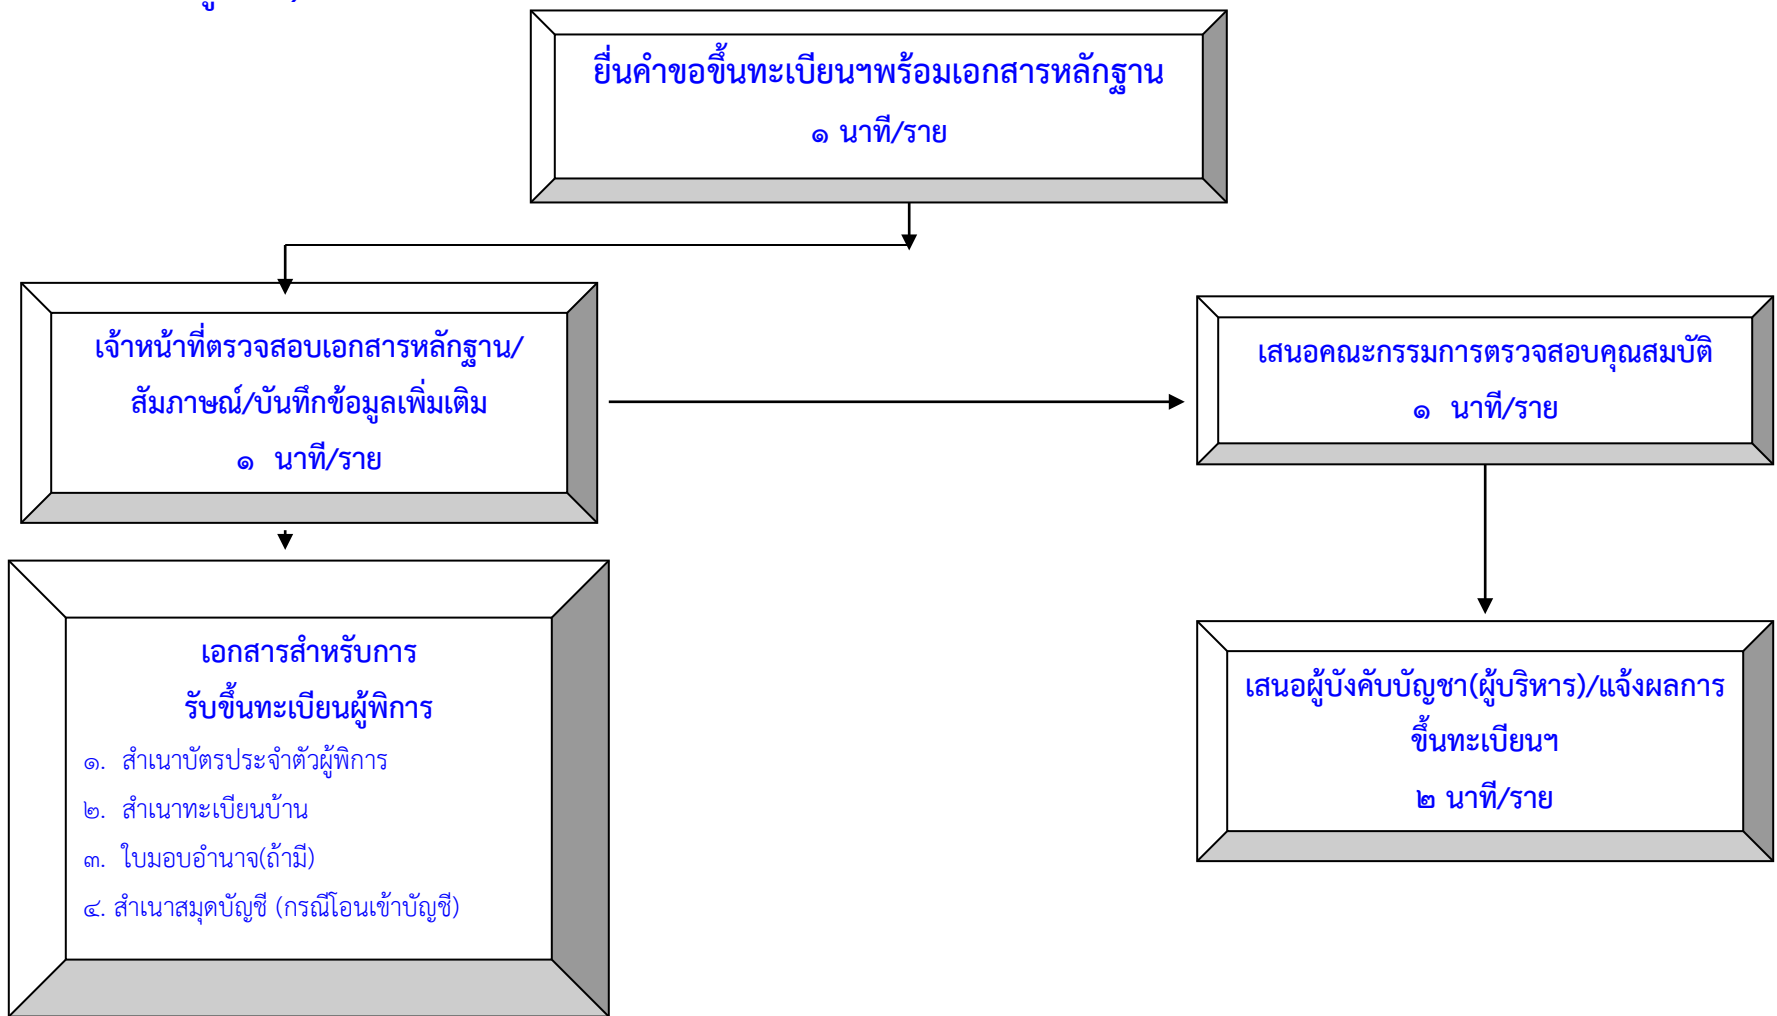 ยื่นคำขอขึ้นทะเบียนฯพร้อมเอกสารหลักฐาน
๑ นาที/ราย
เจ้าหน้าที่ตรวจสอบเอกสารหลักฐาน/
สัมภาษณ์/บันทึกข้อมูลเพิ่มเติม
๑ นาที/ราย
เสนอคณะกรรมการตรวจสอบคุณสมบัติ
๑ นาที/ราย
เอกสารสำหรับการ
รับขึ้นทะเบียนผู้พิการ
๑. สำเนาบัตรประจำตัวผู้พิการ
๒. สำเนาทะเบียนบ้าน
๓. ใบมอบอำนาจ(ถ้ามี)
๔. สำเนาสมุดบัญชี (กรณีโอนเข้าบัญชี)
เสนอผู้บังคับบัญชา(ผู้บริหาร)/แจ้งผลการ
ขึ้นทะเบียนฯ
๒ นาที/ราย